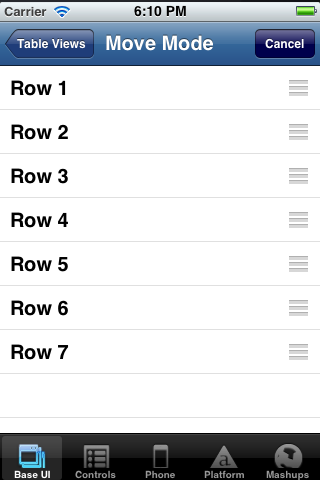 Carrier 6:10 PM
Table Views Move Mode Cancel
Row 1
Row 2
Row 3
Row 4
Row 5
Row 6
Row 7
Base UI Controls Phone Platform Mashups